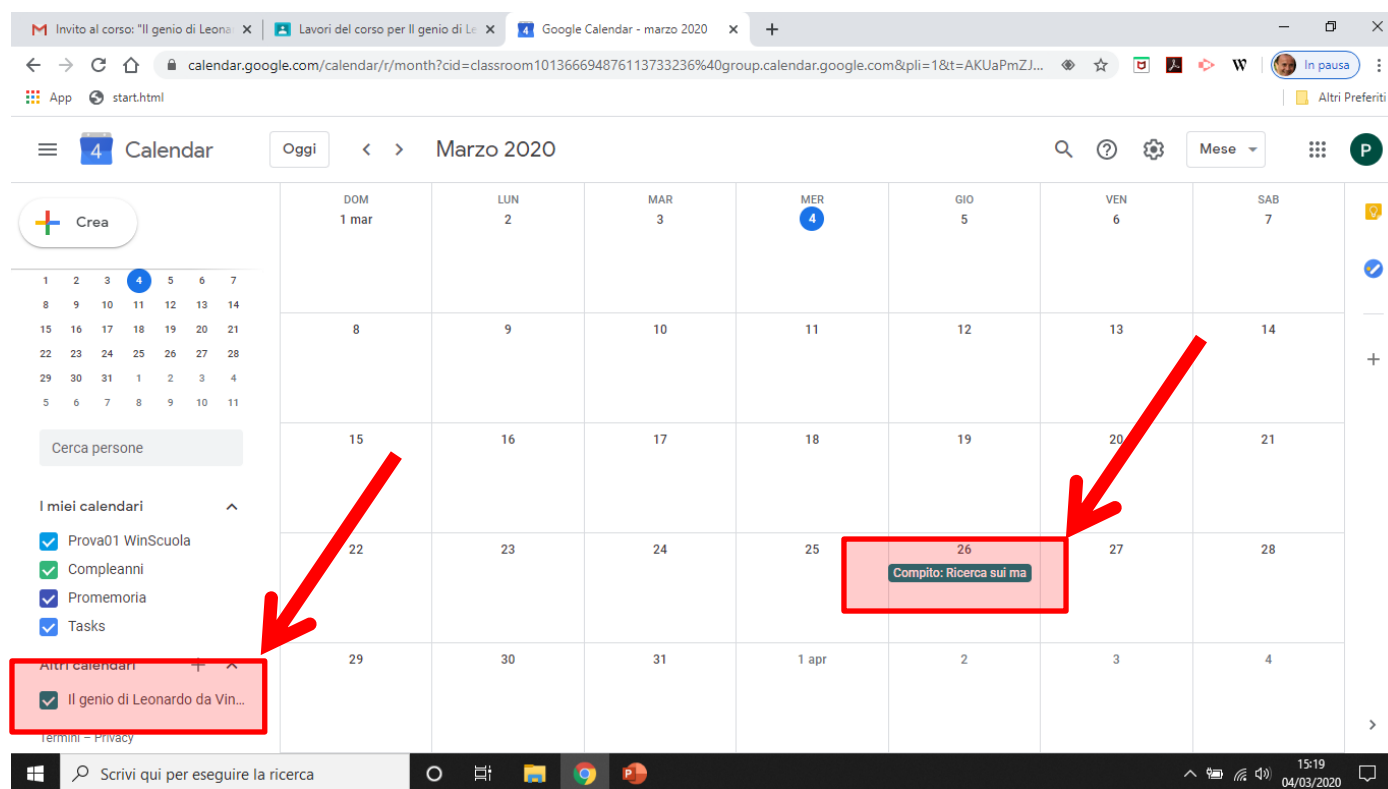 Invito al corso: "Il genio di Leona
Lavori del corso per Il genio di Le
Google Calendar - marzo 2020
calendar.google.com/calendar/r/month?cid=classroom101366694876113733236%40group.calendar.google.com&pli=1&t=AKUaPmZJ...
In pausa
App
start.html
Altri Preferiti
4
Calendar
Oggi
Marzo 2020
Mese
P
Crea
1 2 3 4 5 6 7
8 9 10 11 12 13 14
15 16 17 18 19 20 21
22 23 24 25 26 27 28
29 30 31 1 2 3 4
5 6 7 8 9 10 11
Cerca persone
I miei calendari
Prova01 WinScuola
Compleanni
Promemoria
Tasks
Altri calendari
Il genio di Leonardo da Vin...
Termini – Privacy
DOM LUN MAR MER GIO VEN SAB
1 mar 2 3 4 5 6 7
8 9 10 11 12 13 14
15 16 17 18 19 20 21
22 23 24 25 26 27 28
Compito: Ricerca sui ma
29 30 31 1 apr 2 3 4
Scrivi qui per eseguire la ricerca
15:19
04/03/2020